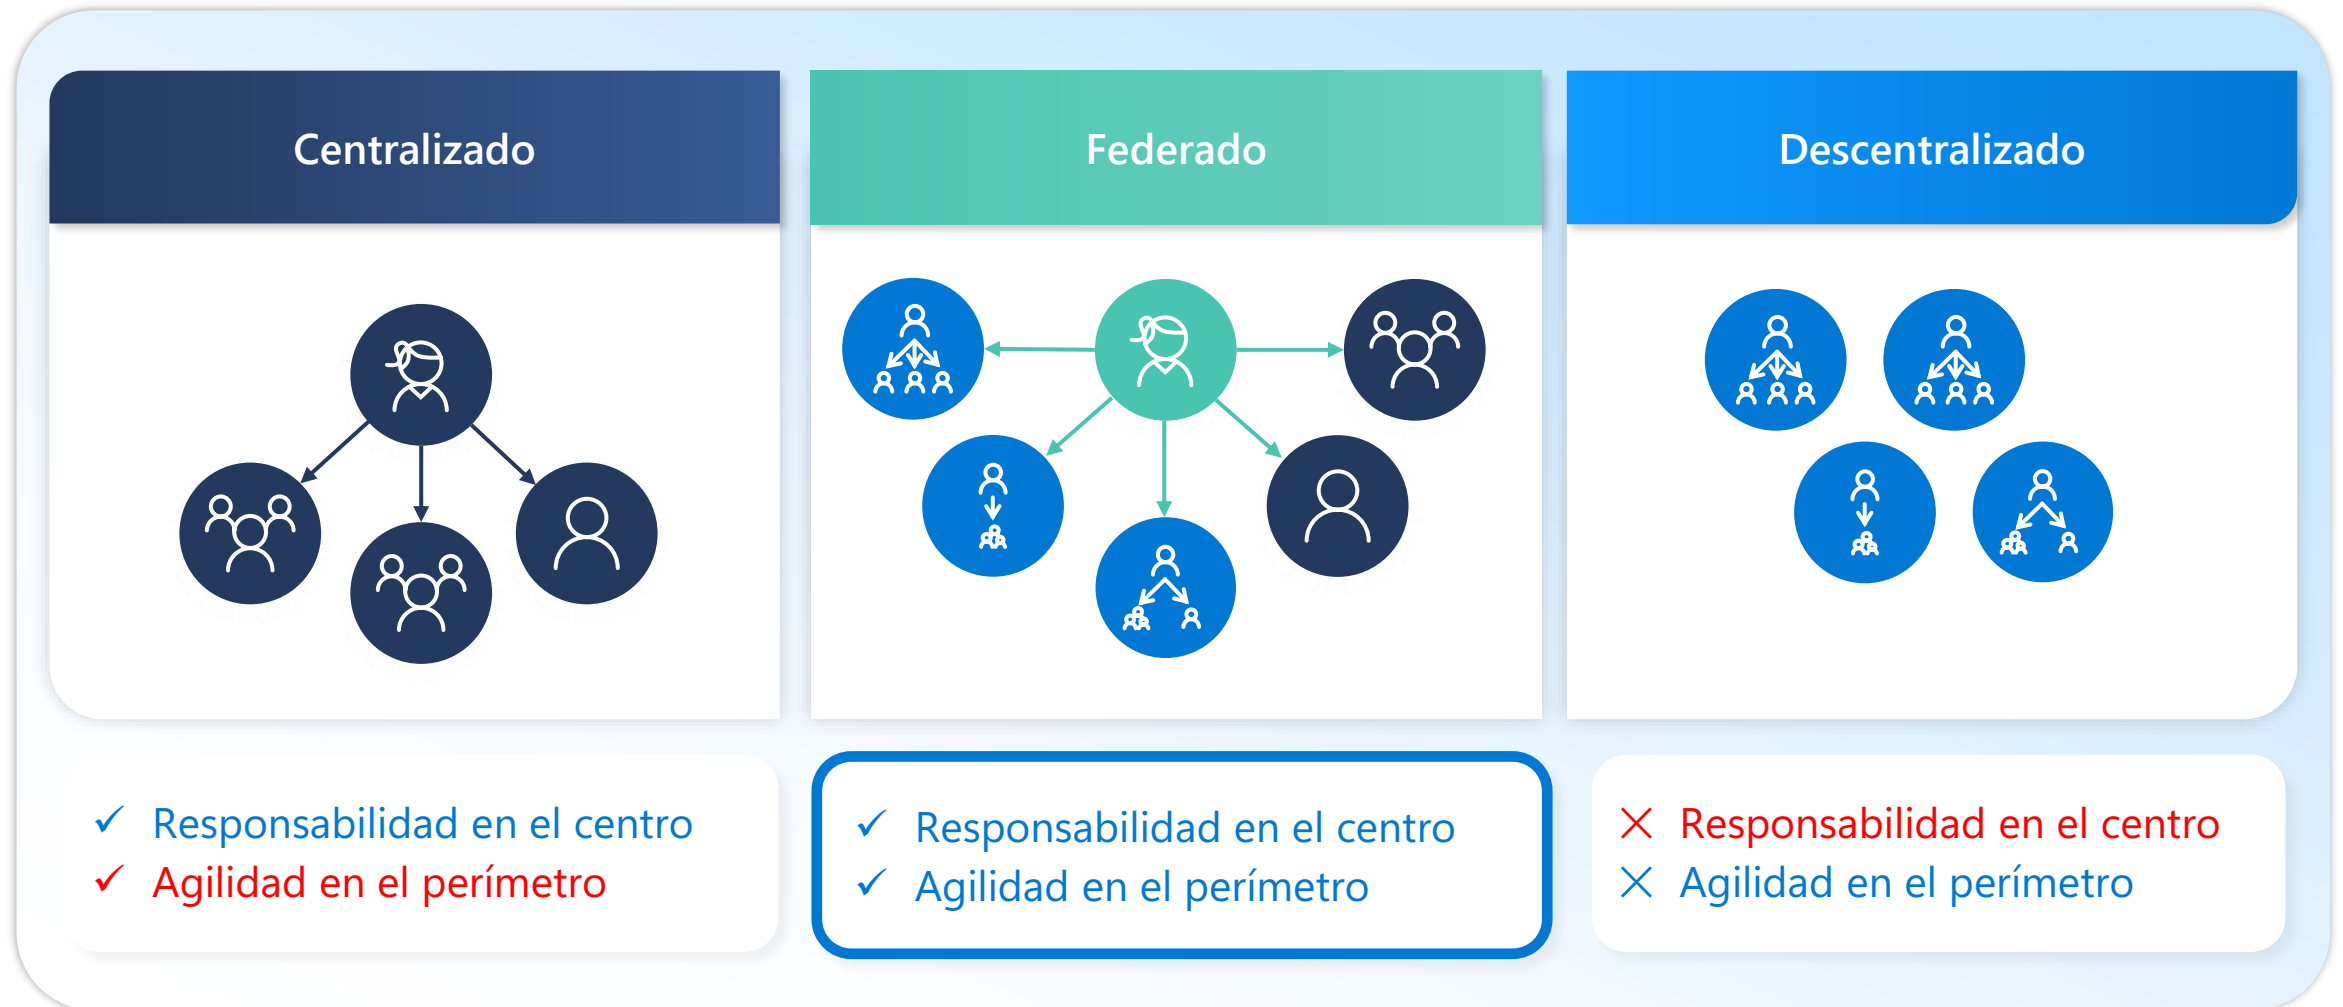 Centralizado
Federado
Descentralizado
✓ Responsabilidad en el centro
✓ Agilidad en el perímetro
✓ Responsabilidad en el centro
✓ Agilidad en el perímetro
✕ Responsabilidad en el centro
✕ Agilidad en el perímetro